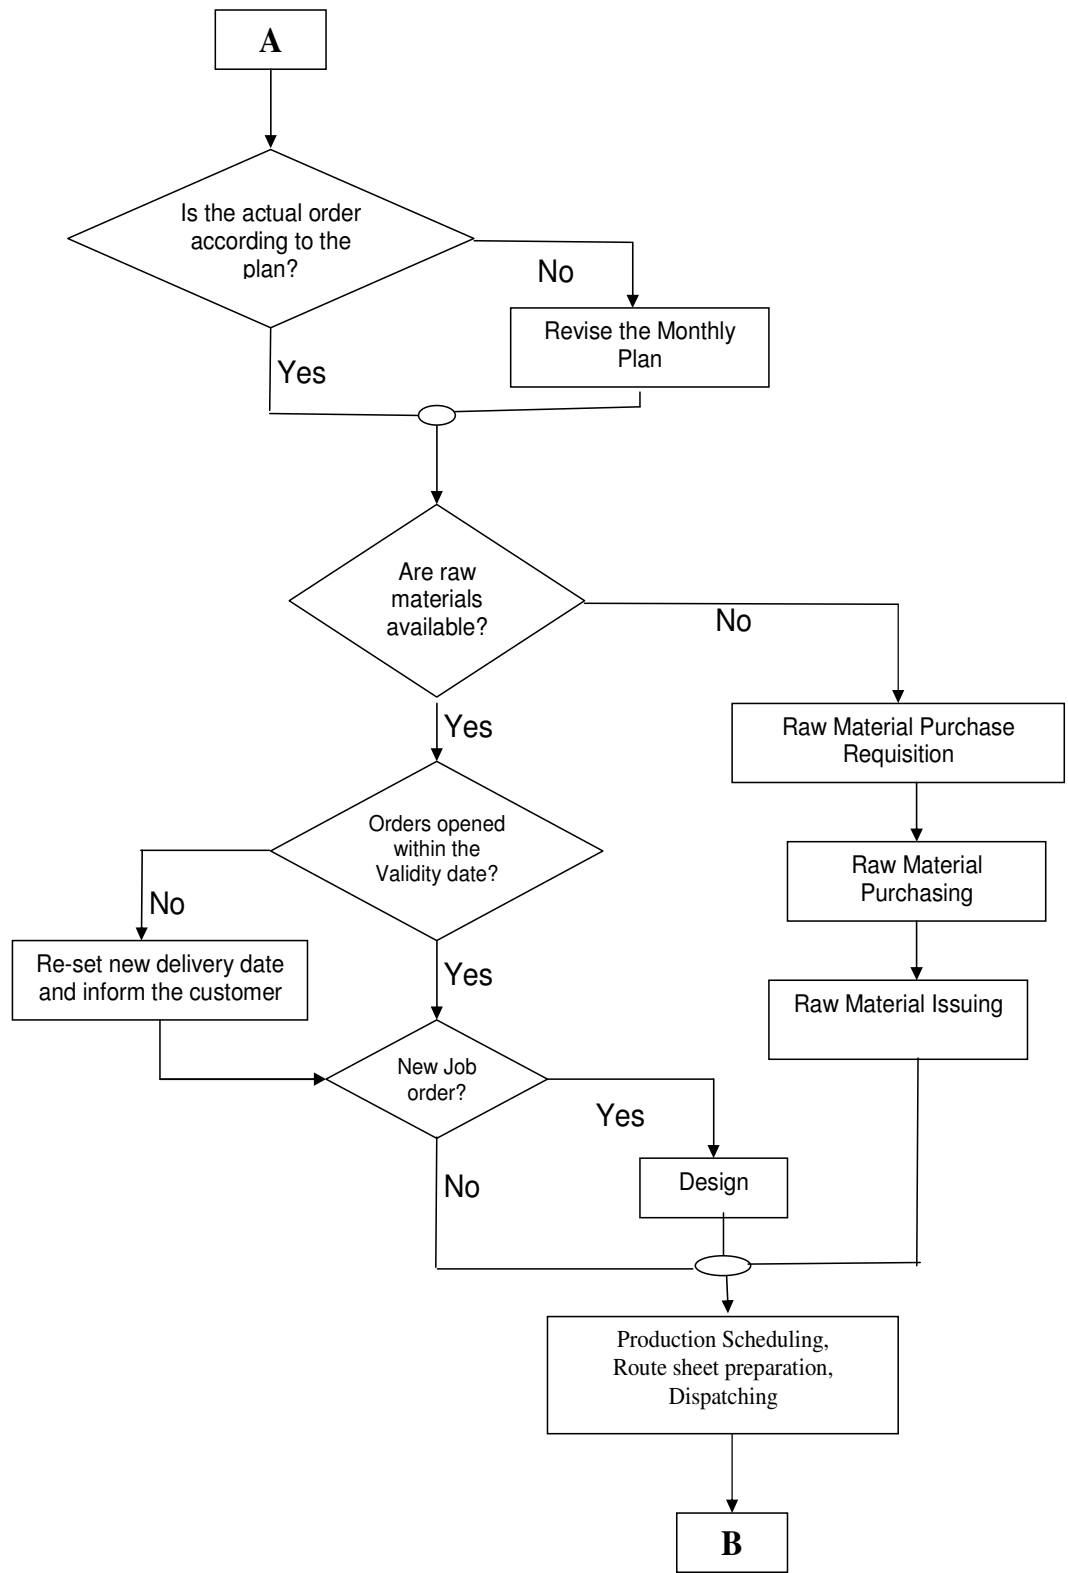 A
Is the actual order
according to the
plan?
No
Revise the Monthly
Plan
Yes
Are raw
materials
available?
No
Yes
Raw Material Purchase
Requisition
Orders opened
within the
Validity date?
Raw Material
Purchasing
No
Re-set new delivery date
and inform the customer
Yes
Raw Material Issuing
New Job
order?
Yes
Design
No
Production Scheduling,
Route sheet preparation,
Dispatching
B